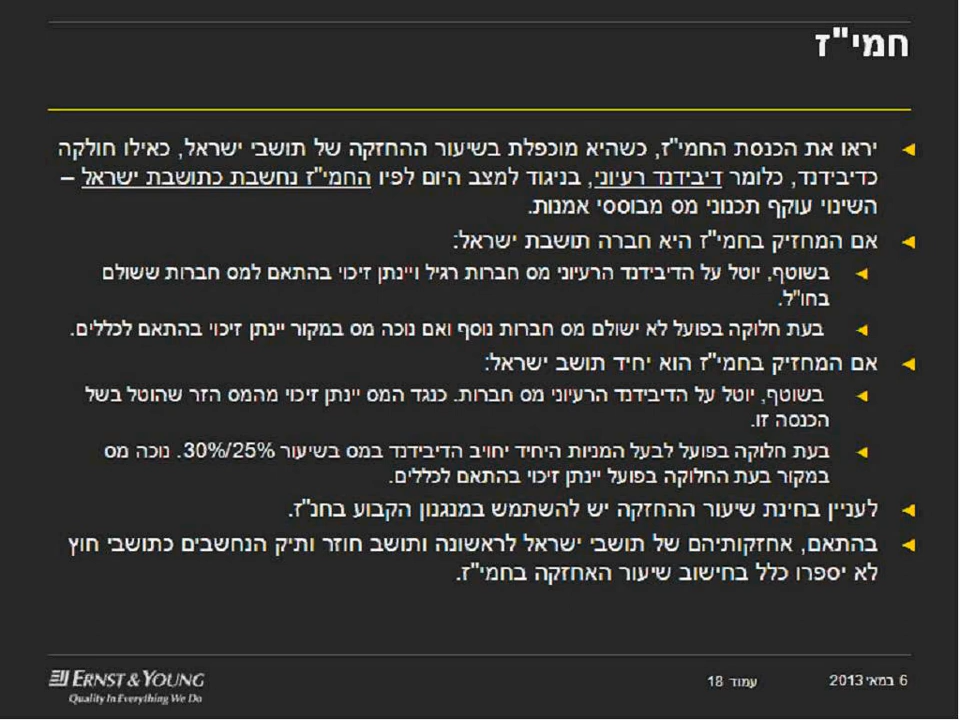 חמי"ז
יראו את הכנסת החמי"ז, כשהיא מוכפלת בשיעור ההחזקה של תושבי ישראל, כאילו חולקה
כדיבידנד, כלומר דיבידנד רעיוני, בניגוד למצב היום לפיו החמי"ז נחשבת כתושבת ישראל –
השינוי עוקף תכנוני מס מבוססי אמנות.
אם המחזיק בחמי"ז היא חברה תושבת ישראל:
בשוטף, יוטל על הדיבידנד הרעיוני מס חברות רגיל ויינתן זיכוי בהתאם למס חברות ששולם
בחו"ל.
בעת חלוקה בפועל לא ישולם מס חברות נוסף ואם נוכה מס במקור יינתן זיכוי בהתאם לכללים.
אם המחזיק בחמי"ז הוא יחיד תושב ישראל:
בשוטף, יוטל על הדיבידנד הרעיוני מס חברות. כנגד המס יינתן זיכוי מהמס הזר שהוטל בשל
הכנסה זו.
בעת חלוקה בפועל לבעל המניות היחיד יחויב הדיבידנד במס בשיעור 30%/25%. נוכה מס
במקור בעת החלוקה בפועל יינתן זיכוי בהתאם לכללים.
לעניין בחינת שיעור ההחזקה יש להשתמש במנגנון הקבוע בחנ"ז.
בהתאם, אחזקותיהם של תושבי ישראל לראשונה ותושב חוזר ותיק הנחשבים כתושבי חוץ
לא יספרו כלל בחישוב שיעור האחזקה בחמי"ז.
6 במאי 2013
עמוד 18
ERNST & YOUNG
Quality In Everything We Do